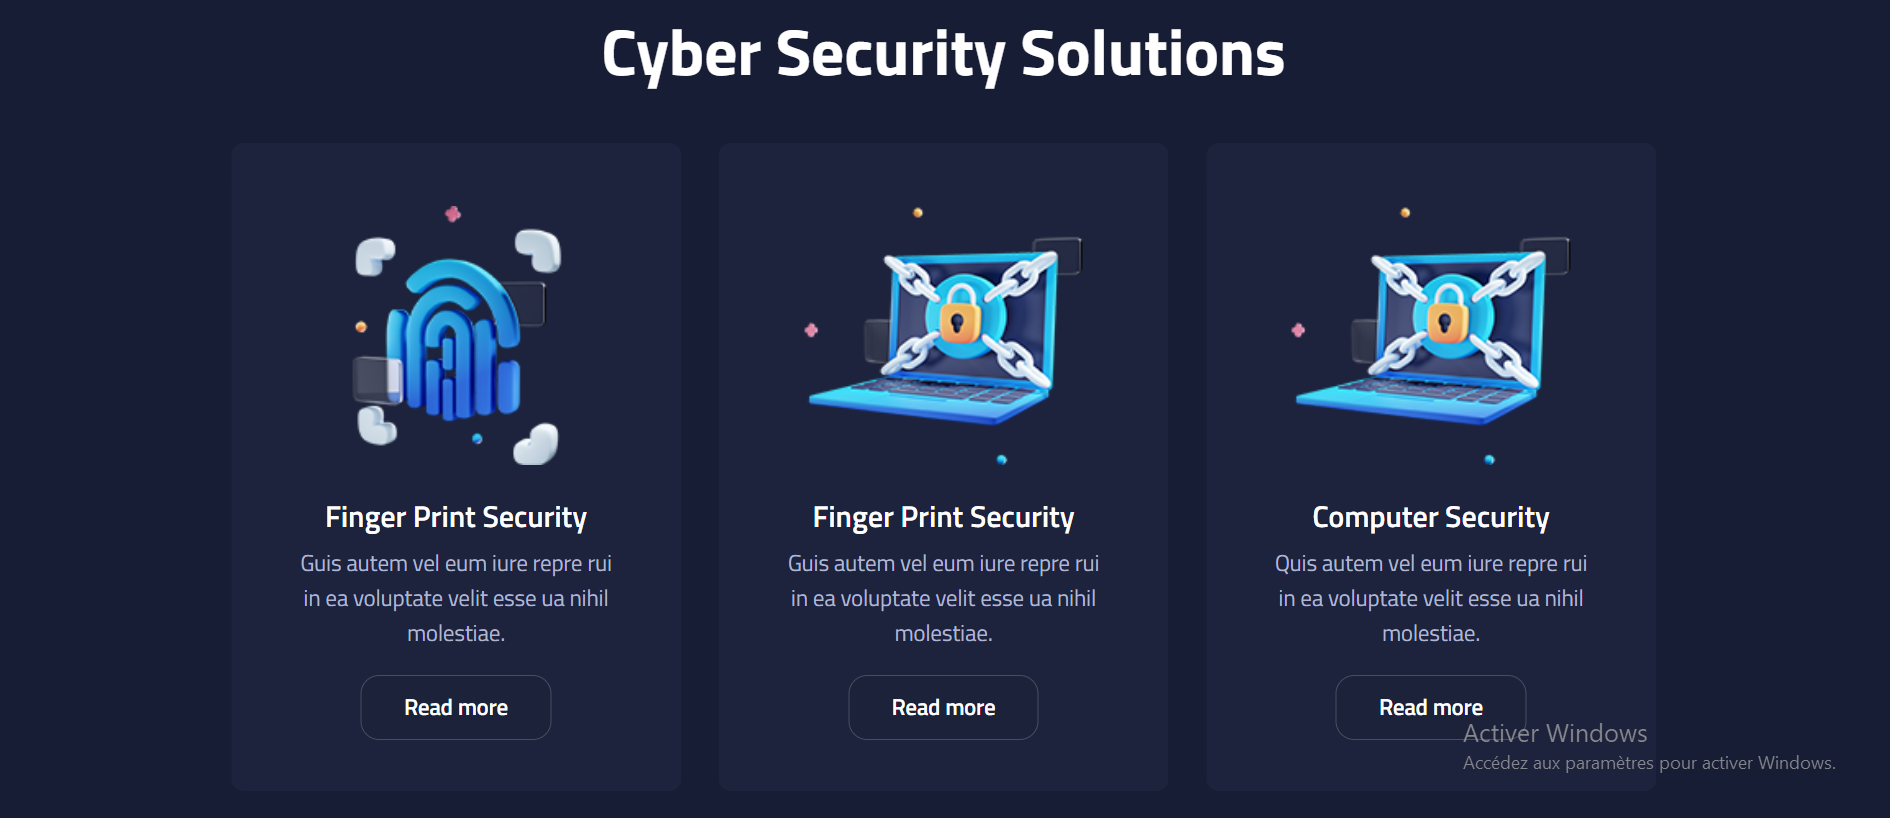 Cyber Security Solutions
Finger Print Security
Guis autem vel eum iure repre rui
in ea voluptate velit esse ua nihil
molestiae.
Read more
Finger Print Security
Guis autem vel eum iure repre rui
in ea voluptate velit esse ua nihil
molestiae.
Read more
Computer Security
Quis autem vel eum iure repre rui
in ea voluptate velit esse ua nihil
molestiae.
Read more
Activer Windows
Accédez aux paramètres pour activer Windows.